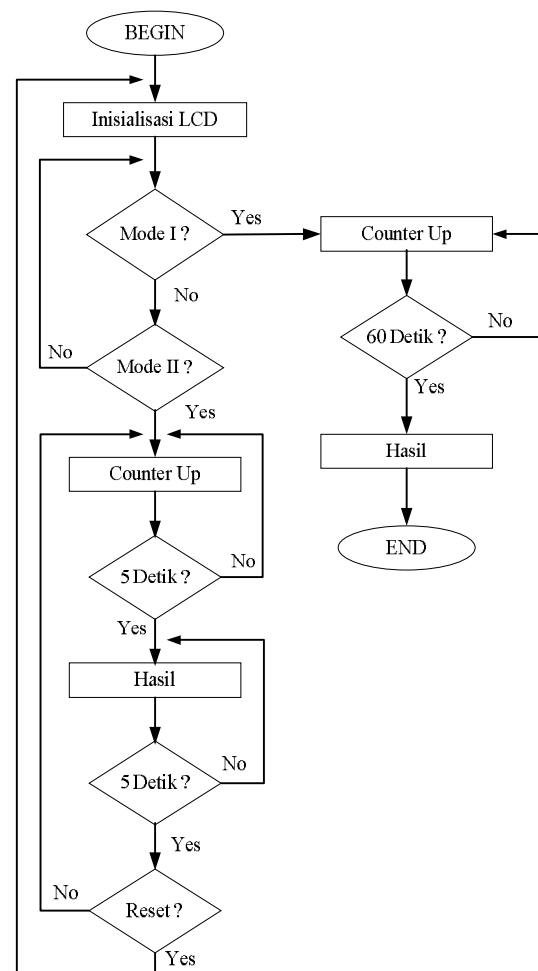 BEGIN
Inisialisasi LCD
Mode I ?
Yes
No
Mode II ?
No
Yes
Counter Up
5 Detik ?
No
Yes
Hasil
5 Detik ?
No
Yes
Reset ?
No
Yes
Counter Up
60 Detik ?
No
Yes
Hasil
END